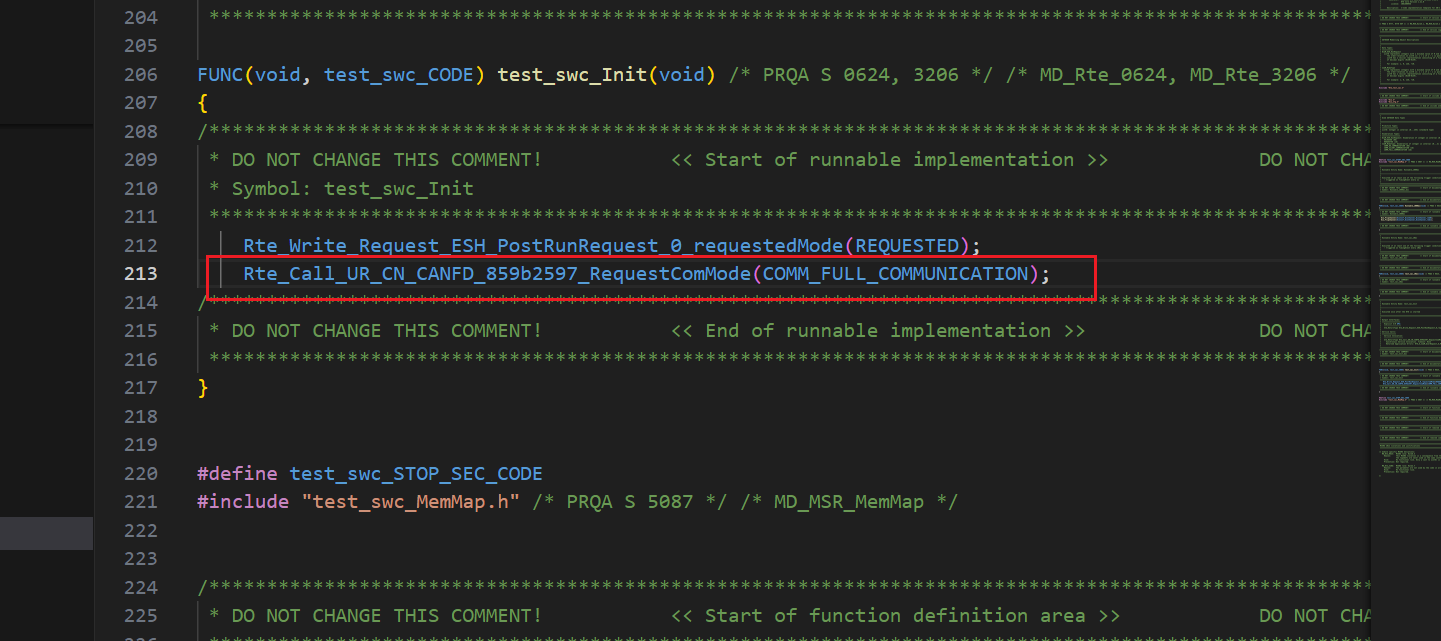 204 ****************************************************************************************************
205
206 FUNC(void, test_swc_CODE) test_swc_Init(void) /* PRQA S 0624, 3206 */ /* MD_Rte_0624, MD_Rte_3206 */
207 {
208 /****************************************************************************************************
209 * DO NOT CHANGE THIS COMMENT! << Start of runnable implementation >> DO NOT CHA
210 * Symbol: test_swc_Init
211 ****************************************************************************************************
212 Rte_Write_Request_ESH_PostRunRequest_0_requestedMode(REQUESTED);
213 Rte_Call_UR_CN_CANFD_859b2597_RequestComMode(COMM_FULL_COMMUNICATION);
214 /****************************************************************************************************
215 * DO NOT CHANGE THIS COMMENT! << End of runnable implementation >> DO NOT CHA
216 ****************************************************************************************************
217 }
218
219
220 #define test_swc_STOP_SEC_CODE
221 #include "test_swc_MemMap.h" /* PRQA S 5087 */ /* MD_MSR_MemMap */
222
223
224 /****************************************************************************************************
225 * DO NOT CHANGE THIS COMMENT! << Start of function definition area >> DO NOT CHA